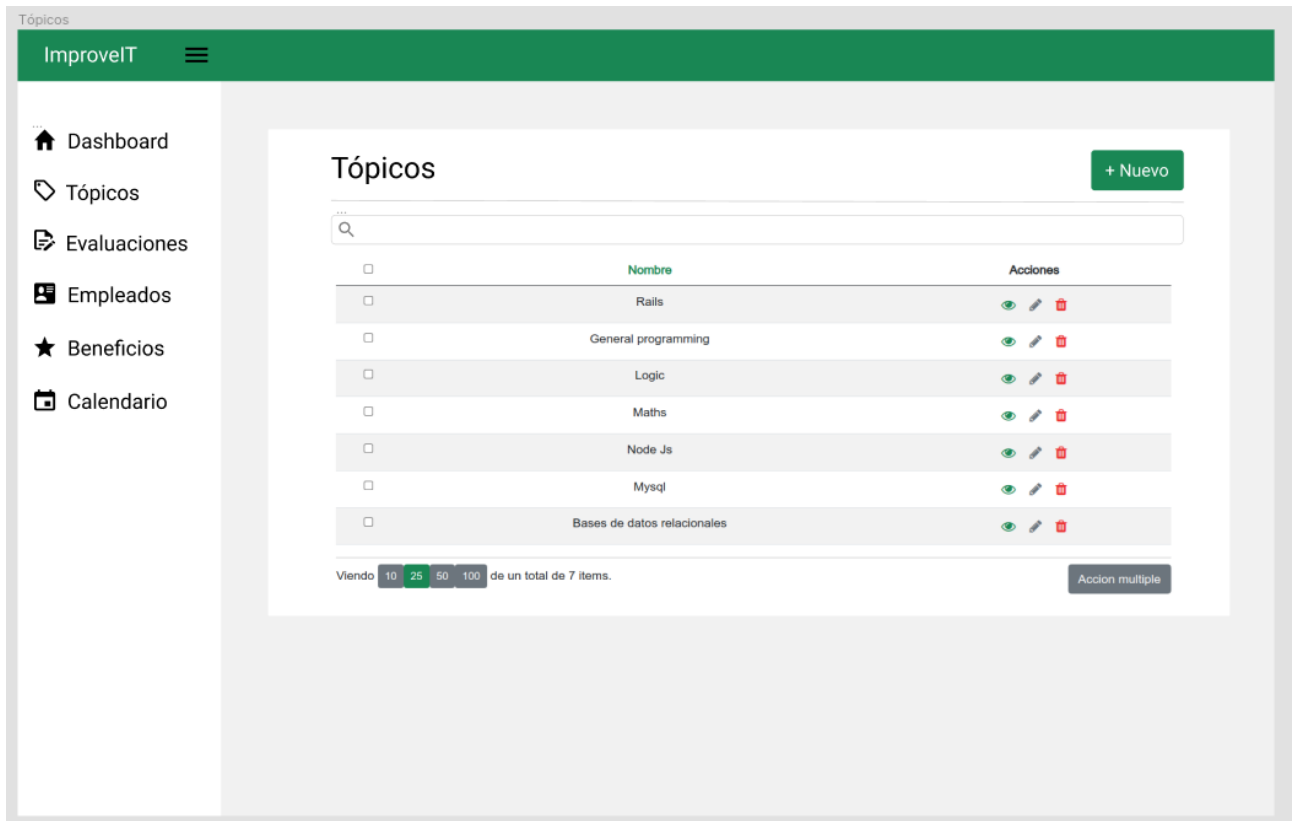 Tópicos
ImproveIT
Dashboard
Tópicos
Evaluaciones
Empleados
Beneficios
Calendario
Tópicos
+ Nuevo
Nombre Acciones
Rails
General programming
Logic
Maths
Node Js
Mysql
Bases de datos relacionales
Viendo 10 25 50 100 de un total de 7 items.
Accion multiple